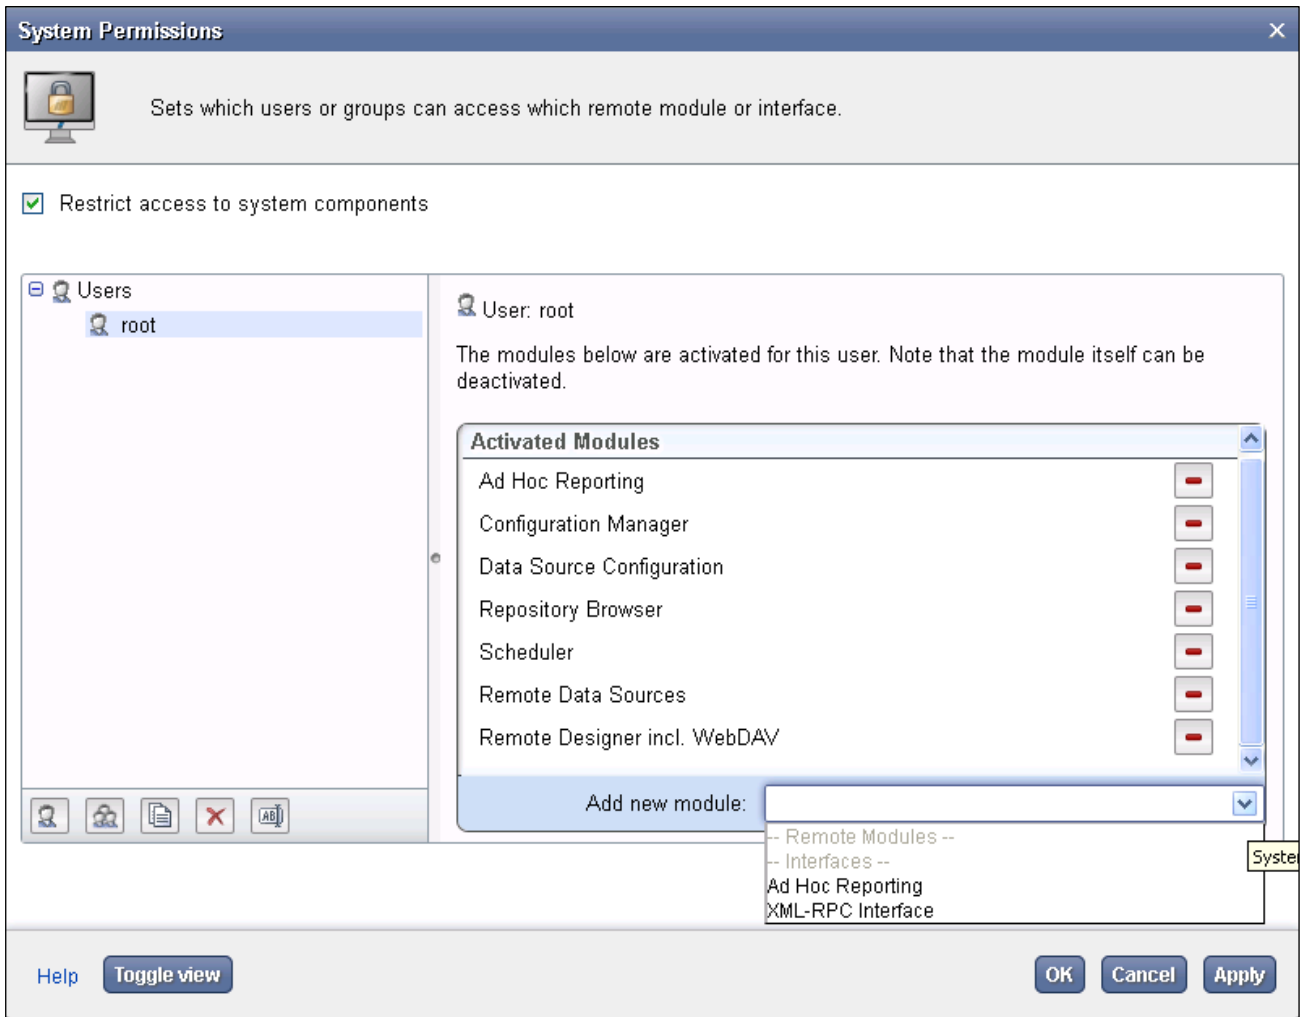 System Permissions
Sets which users or groups can access which remote module or interface.
Restrict access to system components
Users
root
User: root
The modules below are activated for this user. Note that the module itself can be
deactivated.
Activated Modules
Ad Hoc Reporting
Configuration Manager
Data Source Configuration
Repository Browser
Scheduler
Remote Data Sources
Remote Designer incl. WebDAV
Add new module:
-- Remote Modules --
-- Interfaces --
Ad Hoc Reporting
XML-RPC Interface
Syste
AB
Help
Toggle view
OK
Cancel
Apply